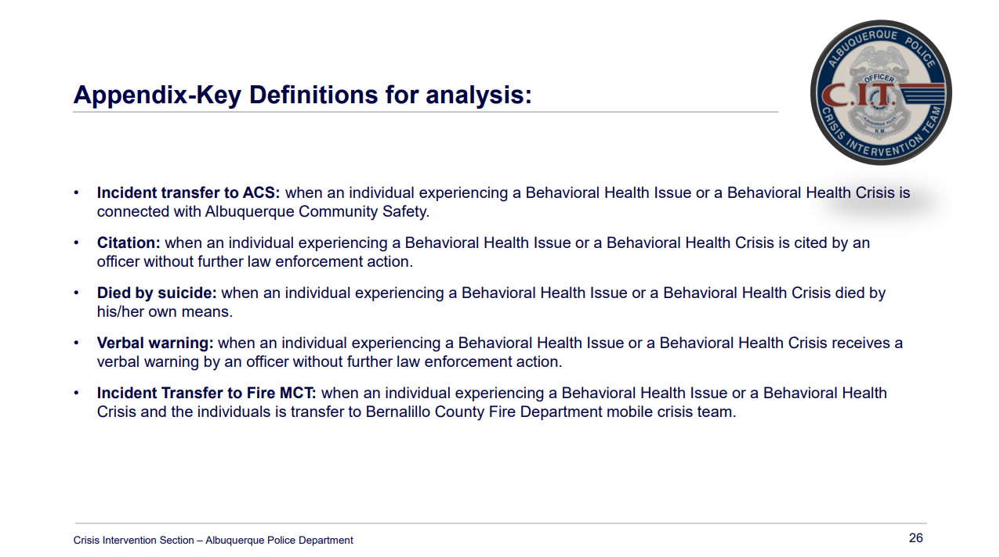 Appendix-Key Definitions for analysis:
ALBUQUERQUE POLICE
OFFICER
C.I.T.
ALBUQUERQUE POLICE
N.M.
CRISIS INTERVENTION TEAM
• Incident transfer to ACS: when an individual experiencing a Behavioral Health Issue or a Behavioral Health Crisis is
connected with Albuquerque Community Safety.
• Citation: when an individual experiencing a Behavioral Health Issue or a Behavioral Health Crisis is cited by an
officer without further law enforcement action.
• Died by suicide: when an individual experiencing a Behavioral Health Issue or a Behavioral Health Crisis died by
his/her own means.
• Verbal warning: when an individual experiencing a Behavioral Health Issue or a Behavioral Health Crisis receives a
verbal warning by an officer without further law enforcement action.
• Incident Transfer to Fire MCT: when an individual experiencing a Behavioral Health Issue or a Behavioral Health
Crisis and the individuals is transfer to Bernalillo County Fire Department mobile crisis team.
Crisis Intervention Section – Albuquerque Police Department
26